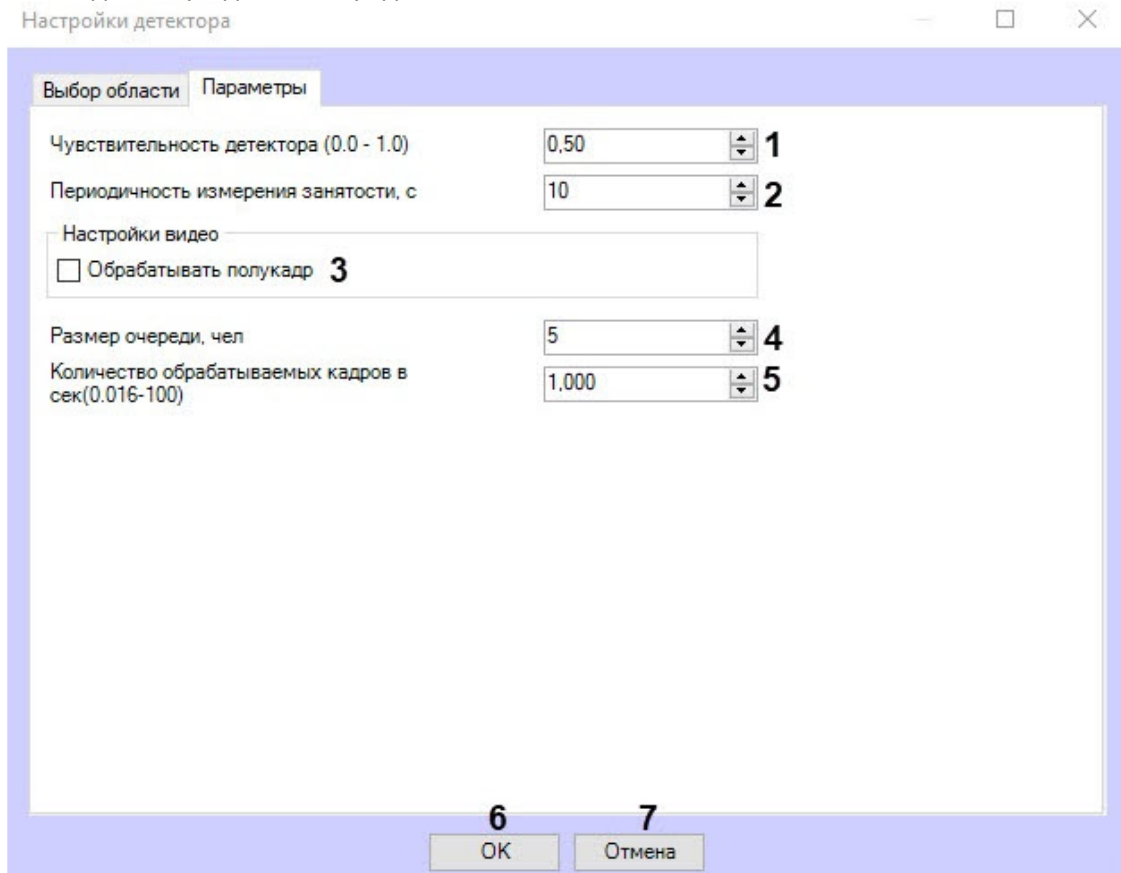 Настройки детектора
Выбор области Параметры
Чувствительность детектора (0.0 - 1.0) 0,50 1
Периодичность измерения занятости, с 10 2
Настройки видео
Обрабатывать полукадр 3
Размер очереди, чел 5 4
Количество обрабатываемых кадров в
сек(0.016-100) 1,000 5
6 7
OK Отмена